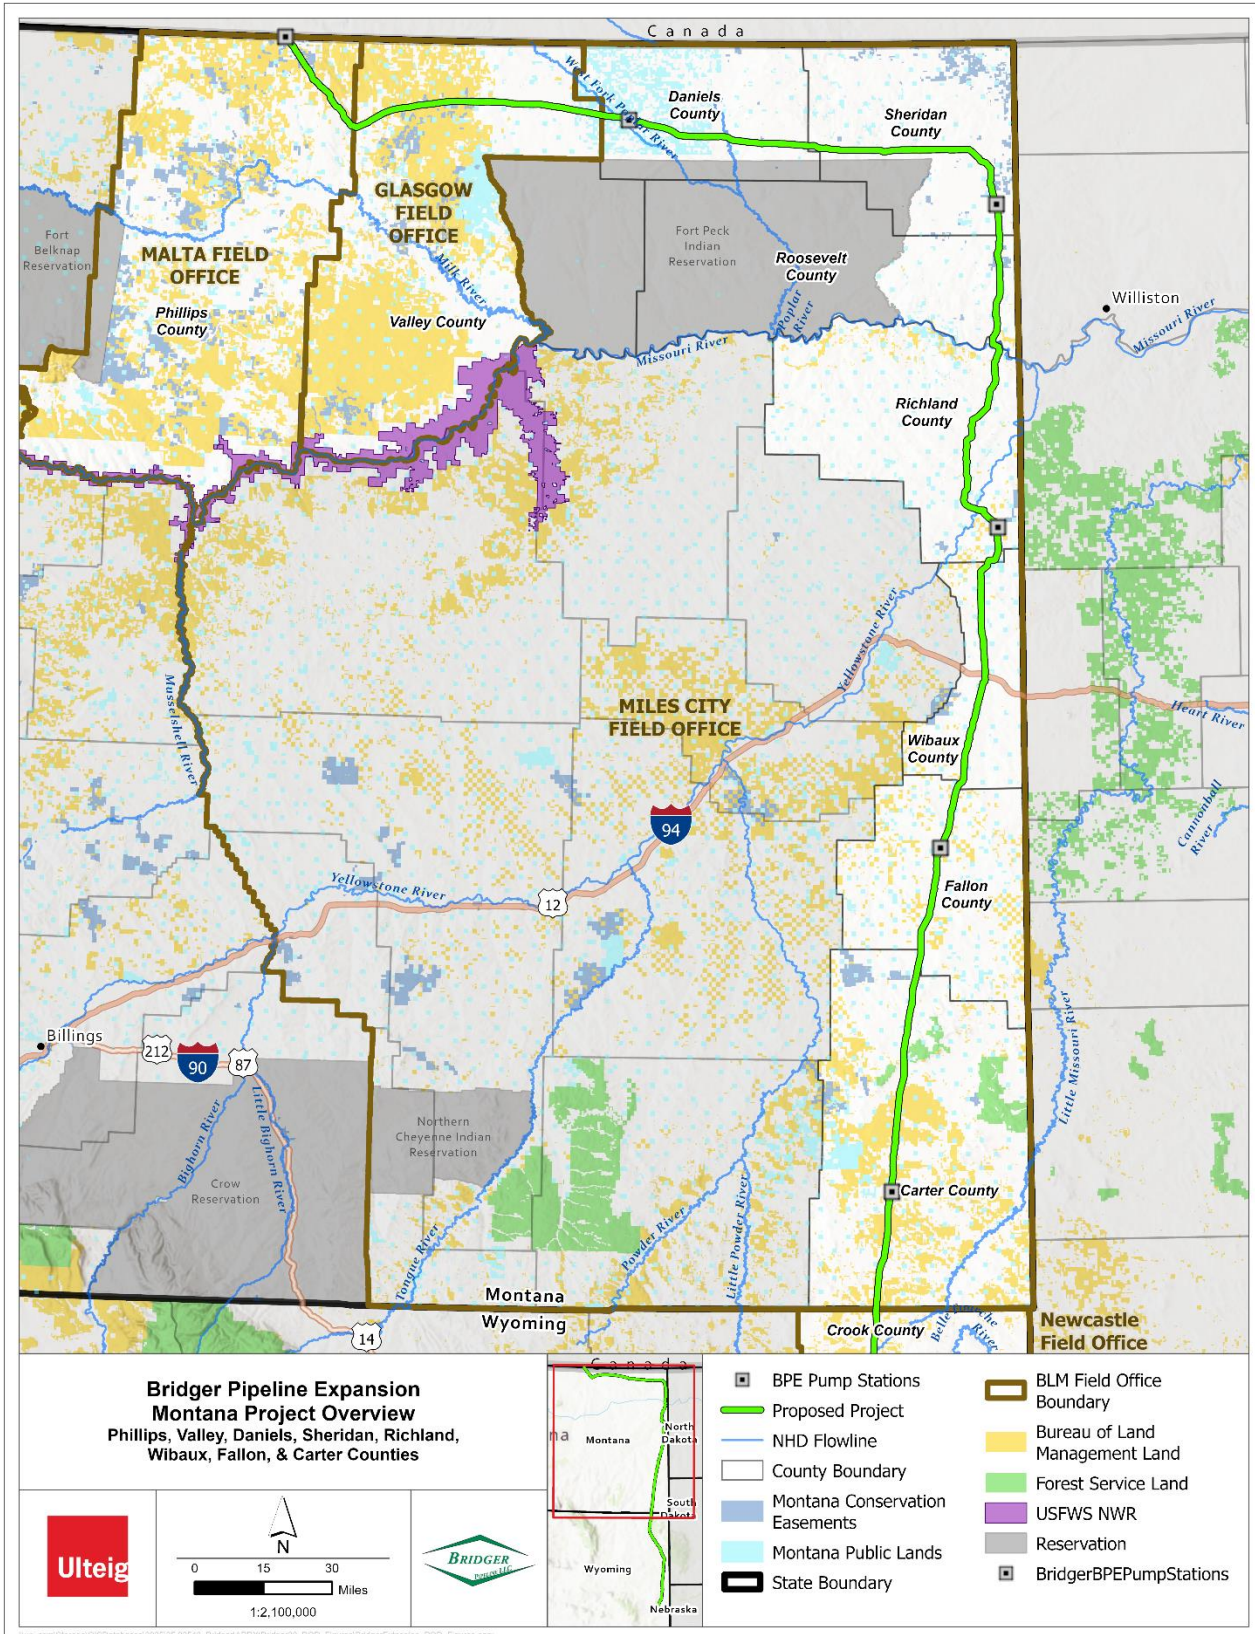 Canada
West Fork Poplar River
Daniels
County
Sheridan
County
GLASGOW
FIELD
OFFICE
Fort
Belknap
Reservation
MALTA FIELD
OFFICE
Fort Peck
Indian
Reservation
Roosevelt
County
Milk River
Phillips
County
Valley County
Poplar
River
Williston
Missouri River
Missouri River
Richland
County
Yellowstone River
MILES CITY
FIELD OFFICE
Musselshell River
Heart River
Wibaux
County
Cannonball
River
94
Yellowstone River
12
Fallon
County
Little Missouri River
Billings
212
90
87
Northern
Cheyenne Indian
Reservation
Bighorn River
Little Bighorn River
Crow
Reservation
Carter County
Tongue River
Powder River
Little Powder River
Montana
Wyoming
14
Crook County
Belle Fourche
River
Newcastle
Field Office
Bridger Pipeline Expansion
Montana Project Overview
Phillips, Valley, Daniels, Sheridan, Richland,
Wibaux, Fallon, & Carter Counties
Ulteig
N
0 15 30
Miles
1:2,100,000
BRIDGER
PIPELINE LLC
Canada
na
Montana
North
Dakota
South
Dakota
Wyoming
Nebraska
BPE Pump Stations
Proposed Project
NHD Flowline
County Boundary
Montana Conservation
Easements
Montana Public Lands
State Boundary
BLM Field Office
Boundary
Bureau of Land
Management Land
Forest Service Land
USFWS NWR
Reservation
BridgerBPEPumpStations